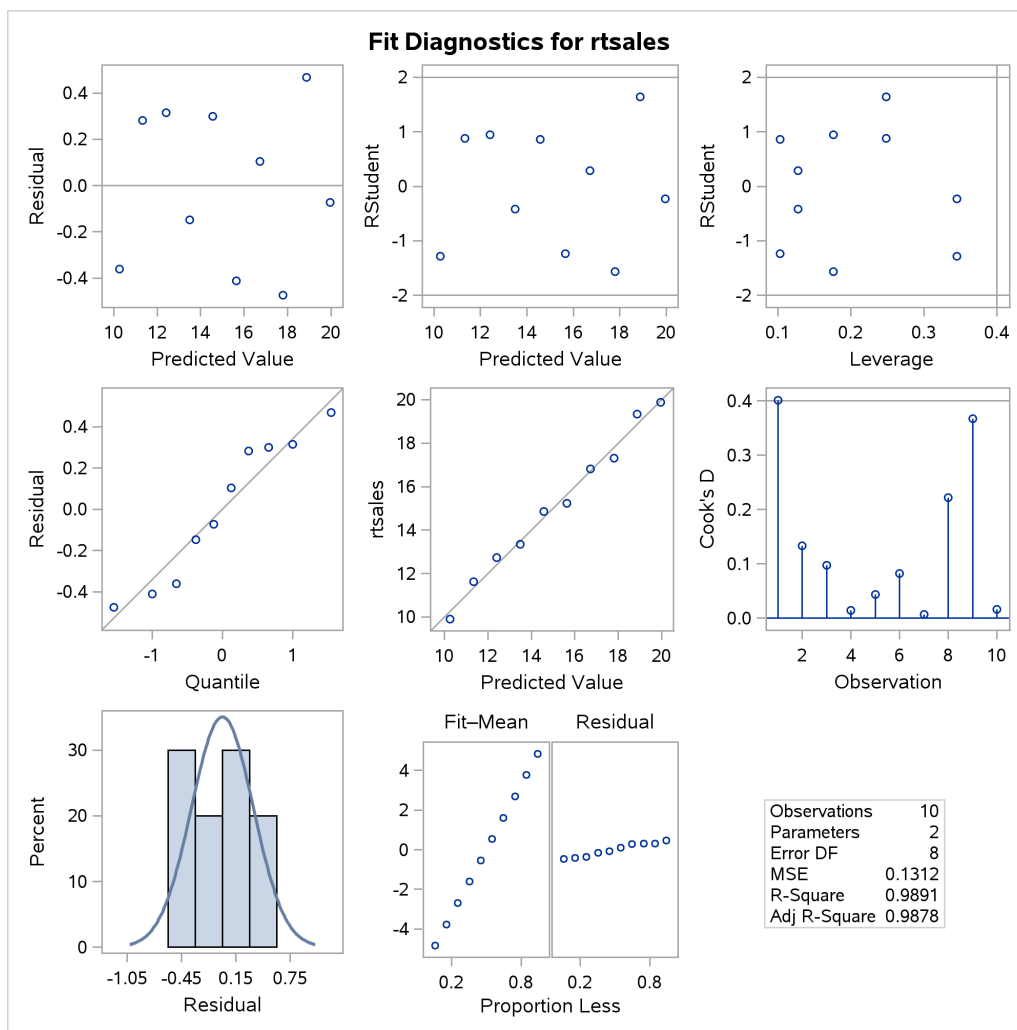 Fit Diagnostics for rtsales
0.4
0.2
0.0
-0.2
-0.4
Residual
10 12 14 16 18 20
Predicted Value
2
1
0
-1
-2
RStudent
10 12 14 16 18 20
Predicted Value
2
1
0
-1
-2
RStudent
0.1 0.2 0.3 0.4
Leverage
0.4
0.2
0.0
-0.2
-0.4
Residual
-1 0 1
Quantile
20
18
16
14
12
10
rtsales
10 12 14 16 18 20
Predicted Value
0.4
0.3
0.2
0.1
0.0
Cook's D
2 4 6 8 10
Observation
30
20
10
0
Percent
-1.05 -0.45 0.15 0.75
Residual
Fit–Mean Residual
4
2
0
-2
-4
0.2 0.8 0.2 0.8
Proportion Less
Observations 10
Parameters 2
Error DF 8
MSE 0.1312
R-Square 0.9891
Adj R-Square 0.9878